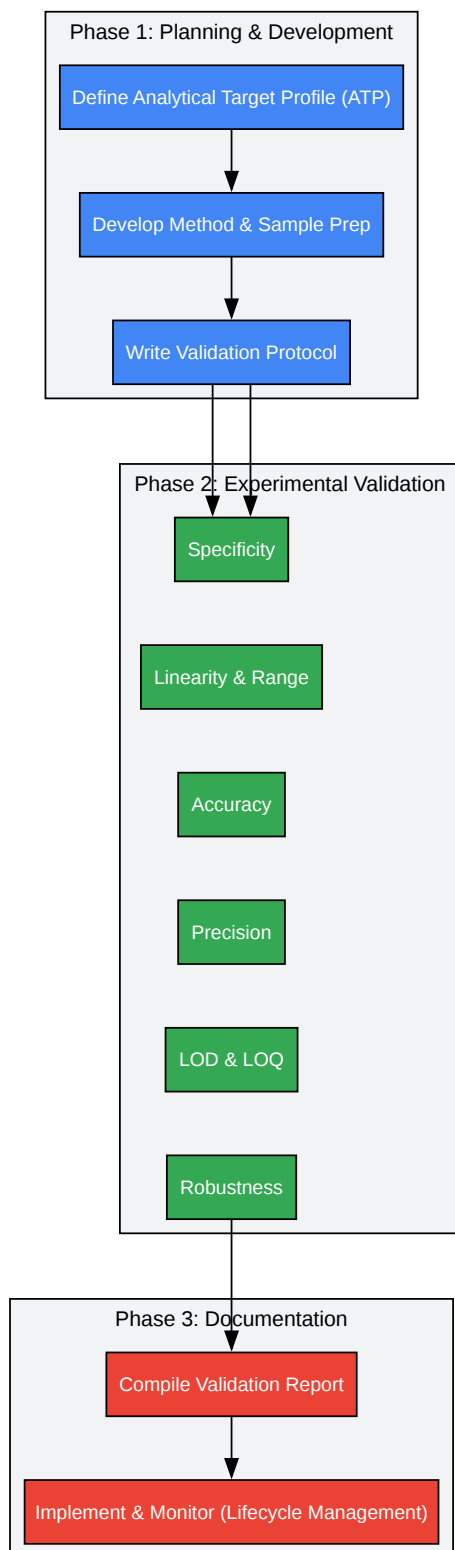 Phase 1: Planning & Development
Define Analytical Target Profile (ATP)
Develop Method & Sample Prep
Write Validation Protocol
Phase 2: Experimental Validation
Specificity
Linearity & Range
Accuracy
Precision
LOD & LOQ
Robustness
Phase 3: Documentation
Compile Validation Report
Implement & Monitor (Lifecycle Management)